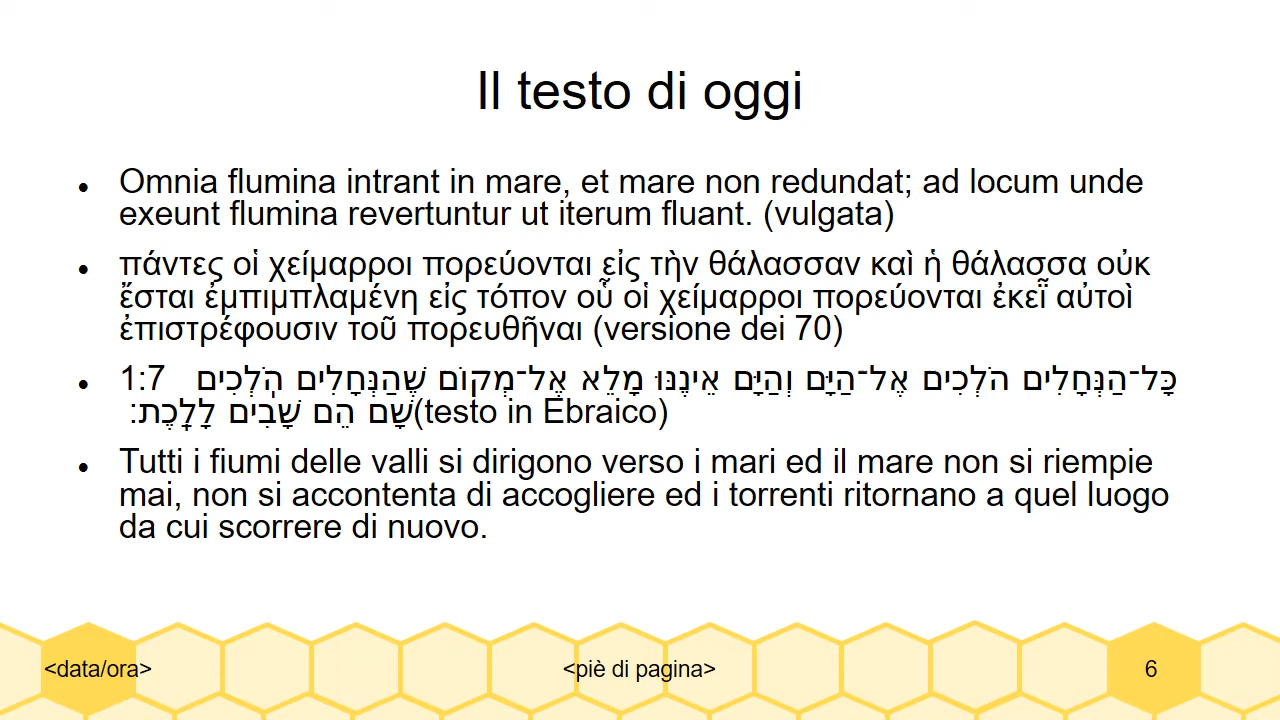 Il testo di oggi
Omnia flumina intrant in mare, et mare non redundat; ad locum unde
exeunt flumina revertuntur ut iterum fluant. (vulgata)
πάντες οἱ χείμαρροι πορεύονται εἰς τὴν θάλασσαν καὶ ἡ θάλασσα οὐκ
ἔσται ἐμπιμπλαμένη εἰς τόπον οὗ οἱ χείμαρροι πορεύονται ἐκεῖ αὐτοὶ
ἐπιστρέφουσιν τοῦ πορευθῆναι (versione dei 70)
1:7 כָּל־הַנְּחָלִים הֹלְכִים אֶל־הַיָּם וְהַיָּם אֵינֶנּוּ מָלֵא אֶל־מְקוֹם שֶׁהַנְּחָלִים הֹֽלְכִים
שָׁם הֵם שָׁבִים לָלָֽכֶת׃ (testo in Ebraico)
Tutti i fiumi delle valli si dirigono verso i mari ed il mare non si riempie
mai, non si accontenta di accogliere ed i torrenti ritornano a quel luogo
da cui scorrere di nuovo.
<data/ora>
<piè di pagina>
6